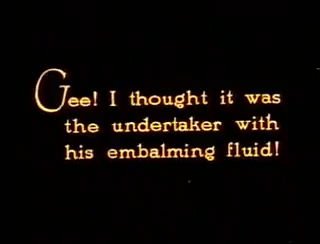 Gee! I thought it was
the undertaker with
his embalming fluid!